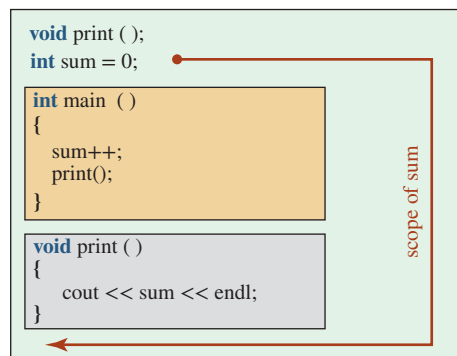 void print ( );
int sum = 0;
int main ( )
{
sum++;
print();
}
void print ( )
{
cout << sum << endl;
}
scope of sum